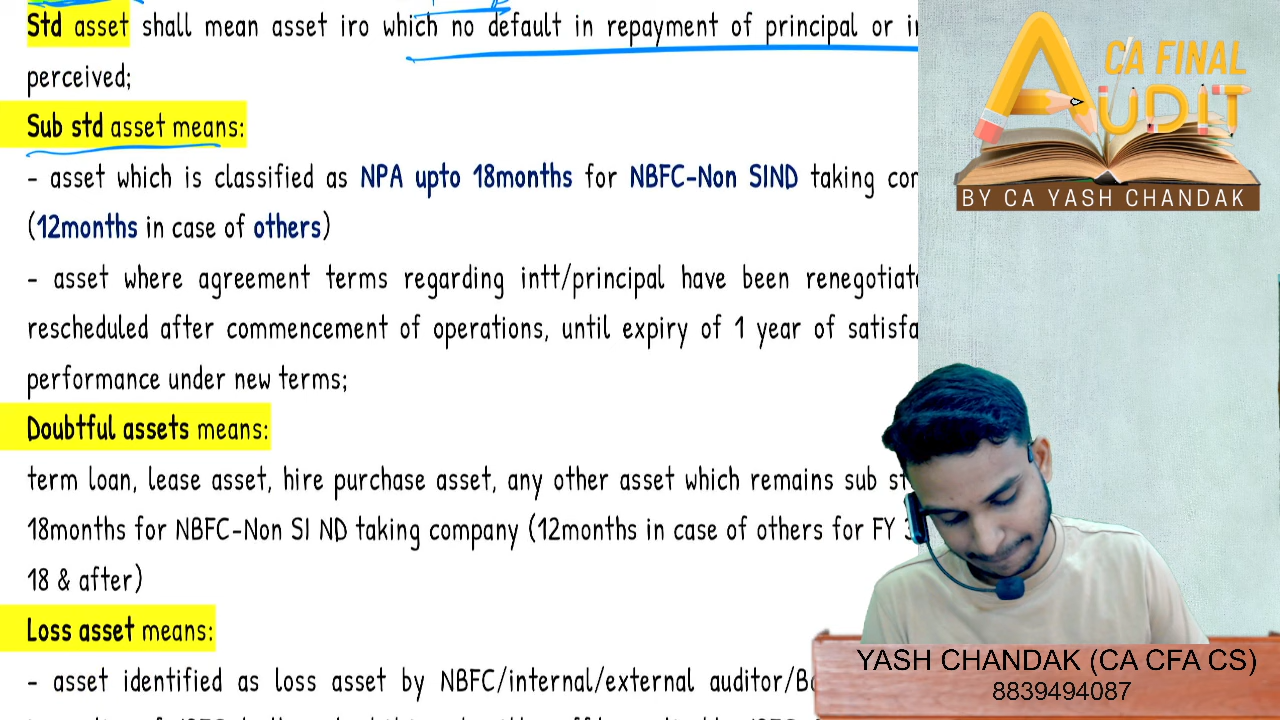 Std asset shall mean asset iro which no default in repayment of principal or
perceived;
Sub std asset means:
- asset which is classified as NPA upto 18months for NBFC-Non SIND taking
(12months in case of others)
- asset where agreement terms regarding intt/principal have been
rescheduled after commencement of operations, until expiry of 1 year of
performance under new terms;
Doubtful assets means:
term loan, lease asset, hire purchase asset, any other asset which remains sub
18months for NBFC-Non SI ND taking company (12months in case of others for FY
18 & after)
Loss asset means:
- asset identified as loss asset by NBFC/internal/external auditor/
CA FINAL
AUDIT
BY CA YASH CHANDAK
YASH CHANDAK (CA CFA CS)
8839494087